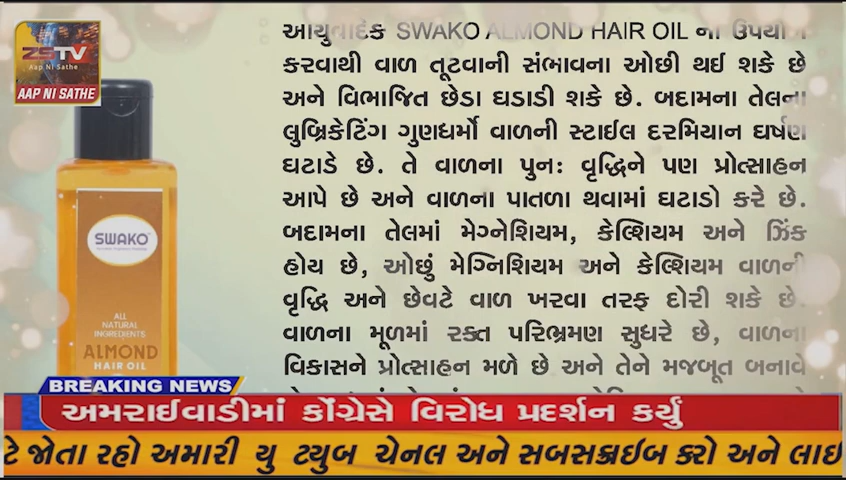 ZSTV
Aap Ni Sathe
AAP NI SATHE
આયુર્વાદિક SWAKO ALMOND HAIR OIL ના ઉપયોગ
કરવાથી વાળ તૂટવાની સંભાવના ઓછી થઈ શકે છે
અને વિભાજિત છેડા ઘડાડી શકે છે. બદામના તેલના
લુબ્રિકેટિંગ ગુણધર્મો વાળની સ્ટાઈલ દરમિયાન ઘર્ષણ
ઘટાડે છે. તે વાળના પુનઃ વૃદ્ધિને પણ પ્રોત્સાહન
આપે છે અને વાળના પાતળા થવામાં ઘટાડો કરે છે.
બદામના તેલમાં મેગ્નેશિયમ, કેલ્શિયમ અને ઝિંક
હોય છે, ઓછું મેગ્નિશિયમ અને કેલ્શિયમ વાળની
વૃદ્ધિ અને છેવટે વાળ ખરવા તરફ દોરી શકે છે.
વાળના મૂળમાં રક્ત પરિભ્રમણ સુધરે છે, વાળના
વિકાસને પ્રોત્સાહન મળે છે અને તેને મજબૂત બનાવે
SWAKO
ALL
NATURAL
INGREDIENTS
ALMOND
HAIR OIL
BREAKING NEWS
અમરાઈવાડીમાં કોંગ્રેસે વિરોધ પ્રદર્શન કર્યું
ટે જોતા રહો અમારી યુ ટ્યુબ ચેનલ અને સબસક્રાઇબ કરો અને લાઇ